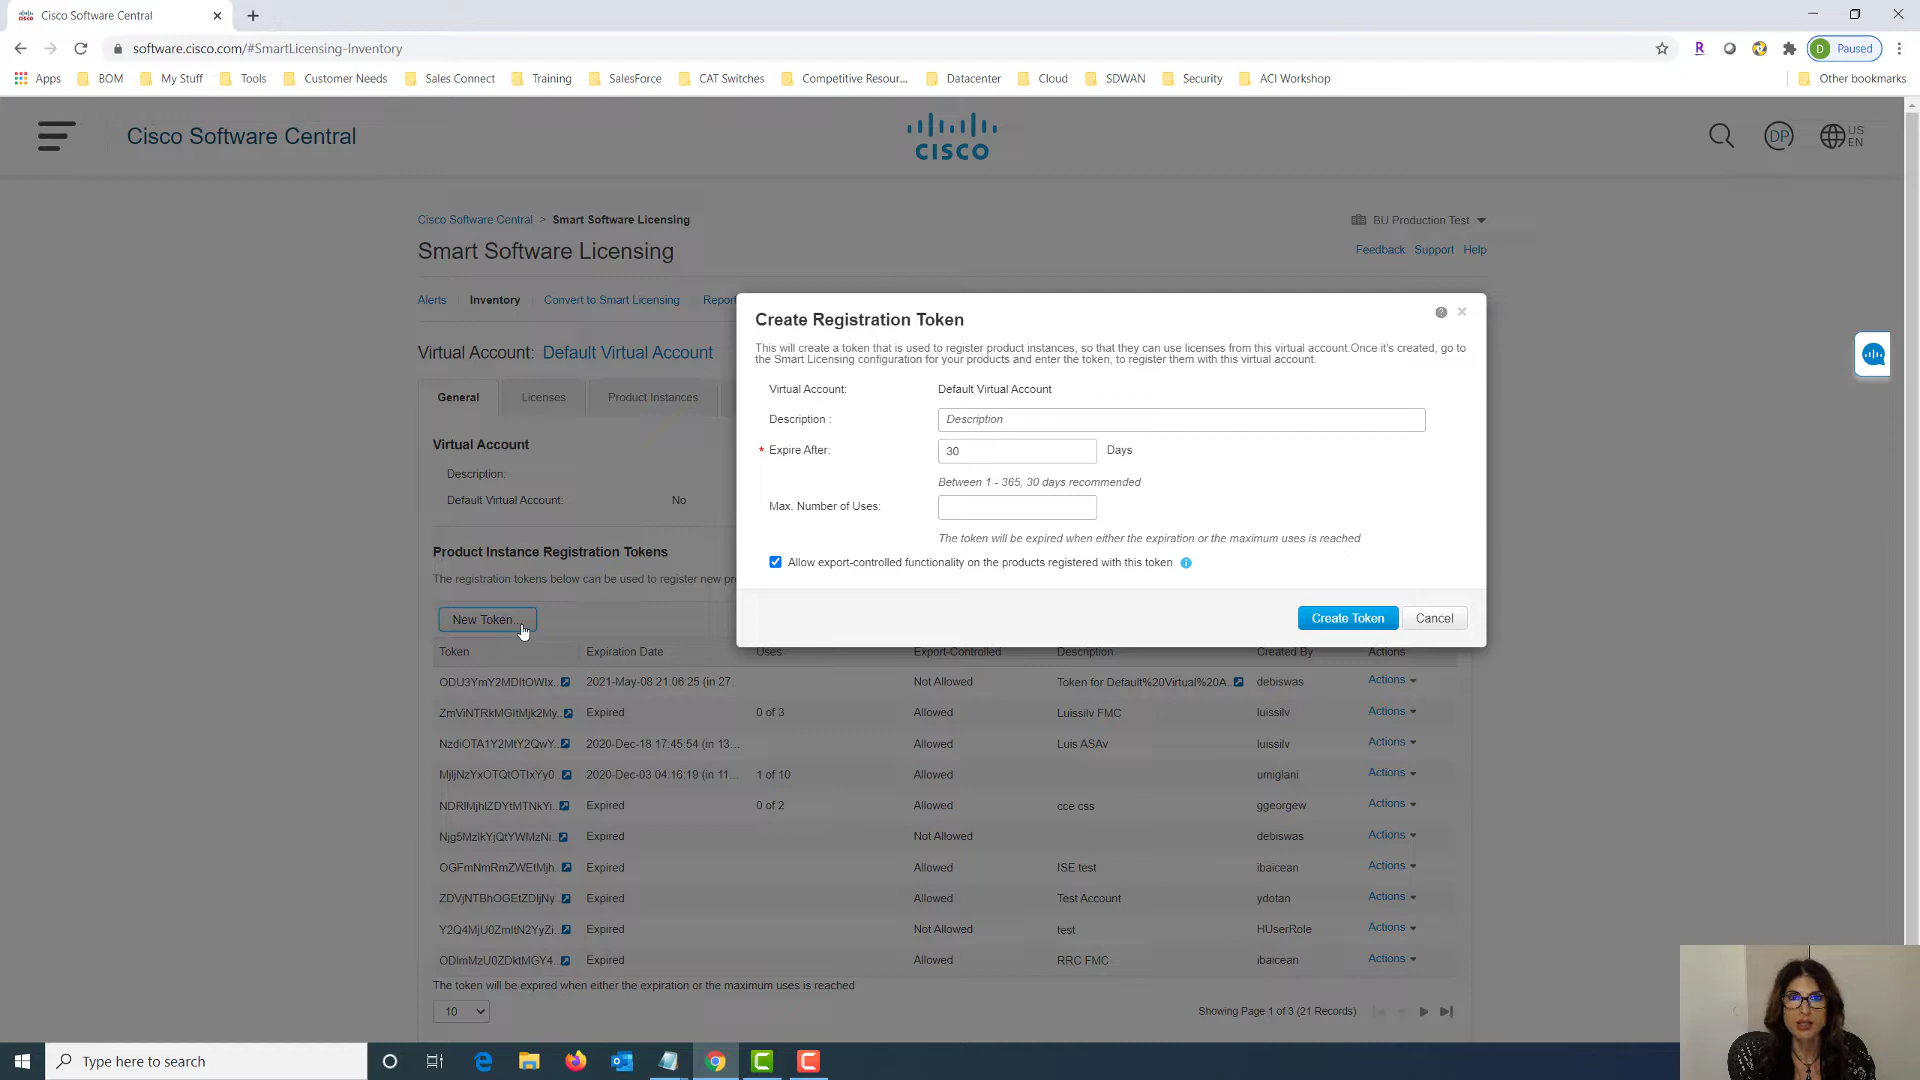 Cisco Software Central
software.cisco.com/#SmartLicensing-Inventory
D Paused
Apps BOM My Stuff Tools Customer Needs Sales Connect Training SalesForce CAT Switches Competitive Resour... Datacenter Cloud SDWAN Security ACI Workshop Other bookmarks
Cisco Software Central
CISCO
DP
US
EN
Cisco Software Central > Smart Software Licensing
BU Production Test
Smart Software Licensing
Feedback Support Help
Alerts Inventory Convert to Smart Licensing Report
Virtual Account: Default Virtual Account
General Licenses Product Instances
Virtual Account
Description:
Default Virtual Account: No
Product Instance Registration Tokens
The registration tokens below can be used to register new pro
New Token...
Create Registration Token
This will create a token that is used to register product instances, so that they can use licenses from this virtual account.Once it's created, go to
the Smart Licensing configuration for your products and enter the token, to register them with this virtual account.
Virtual Account: Default Virtual Account
Description : Description
* Expire After: 30 Days
Between 1 - 365, 30 days recommended
Max. Number of Uses:
The token will be expired when either the expiration or the maximum uses is reached
Allow export-controlled functionality on the products registered with this token
Create Token Cancel
Token Expiration Date Uses Export-Controlled Description Created By Actions
2021-May-08 21:06:25 (in 27. Not Allowed Token for Default%20Virtual%20A.. debiswas Actions
Expired 0 of 3 Allowed Luissilv FMC luissilv Actions
2020-Dec-18 17:45:54 (in 13... Allowed Luis ASAv luissilv Actions
2020-Dec-03 04:16:19 (in 11... 1 of 10 Allowed umiglani Actions
Expired 0 of 2 Allowed cce css ggeorgew Actions
Expired Not Allowed debiswas Actions
Expired Allowed ISE test ibaicean Actions
Expired Allowed Test Account ydotan Actions
Expired Not Allowed test HUserRole Actions
Expired Allowed RRC FMC ibaicean Actions
The token will be expired when either the expiration or the maximum uses is reached
10
Showing Page 1 of 3 (21 Records)
Type here to search